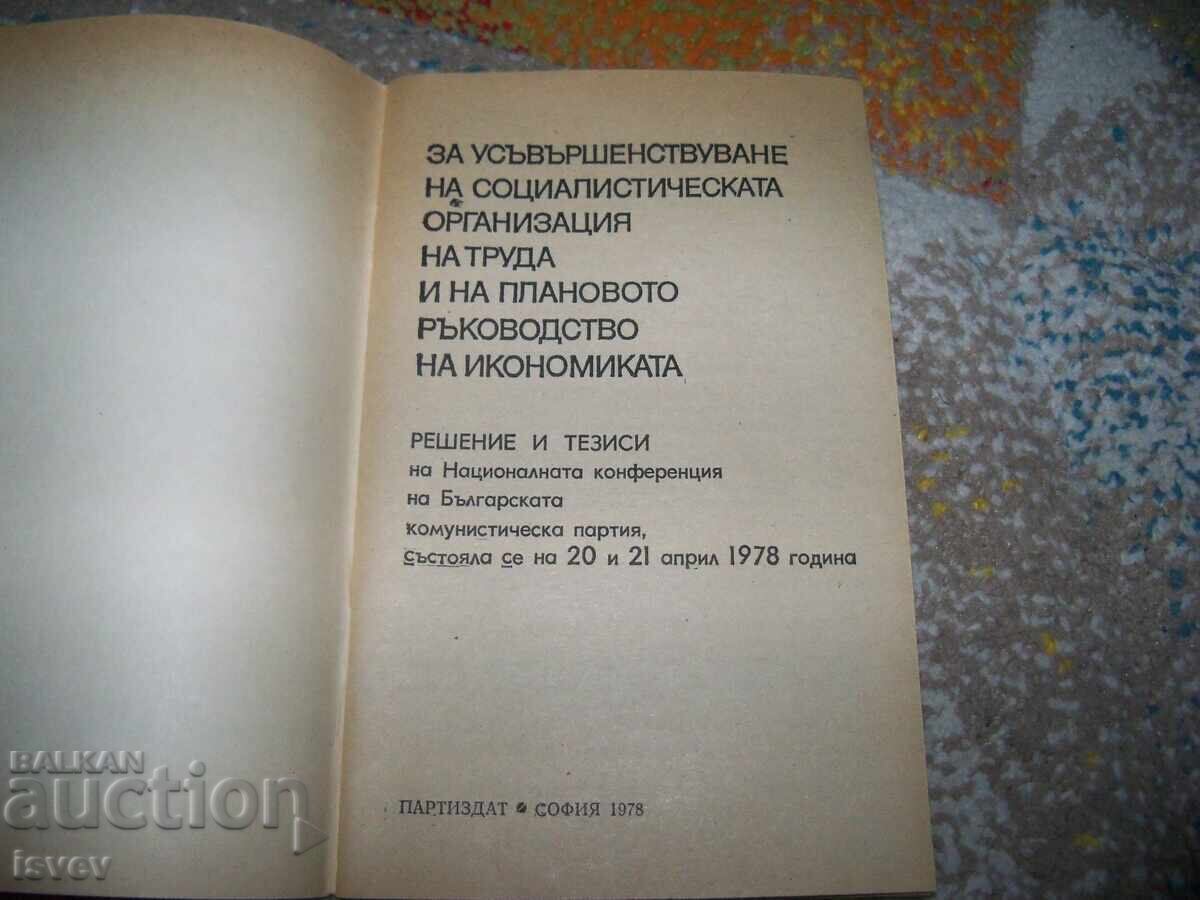 ЗА УСЪВЪРШЕНСТВУВАНЕ
НА СОЦИАЛИСТИЧЕСКАТА
ОРГАНИЗАЦИЯ
НА ТРУДА
И НА ПЛАНОВОТО
РЪКОВОДСТВО
НА ИКОНОМИКАТА
РЕШЕНИЕ И ТЕЗИСИ
на Националната конференция
на Българската
комунистическа партия,
състояла се на 20 и 21 април 1978 година
ПАРТИЗДАТ • СОФИЯ 1978
BALKAN
auction
isvev